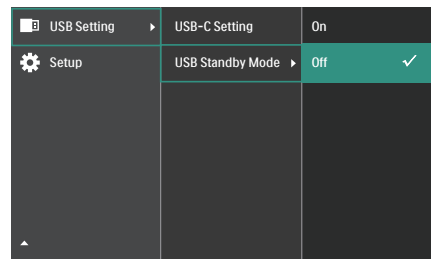 USB Setting
USB-C Setting
On
Setup
USB Standby Mode
Off